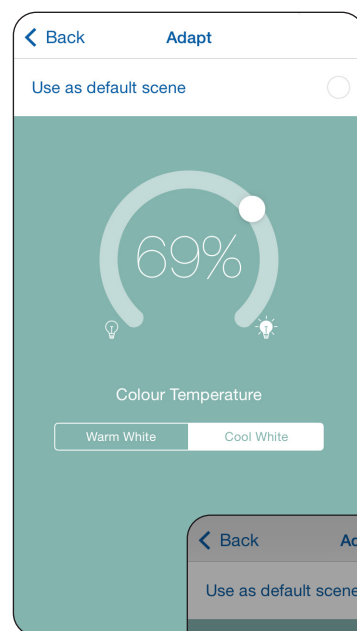 Back Adapt
Use as default scene
69%
Colour Temperature
Warm White Cool White
Back
Use as default scene